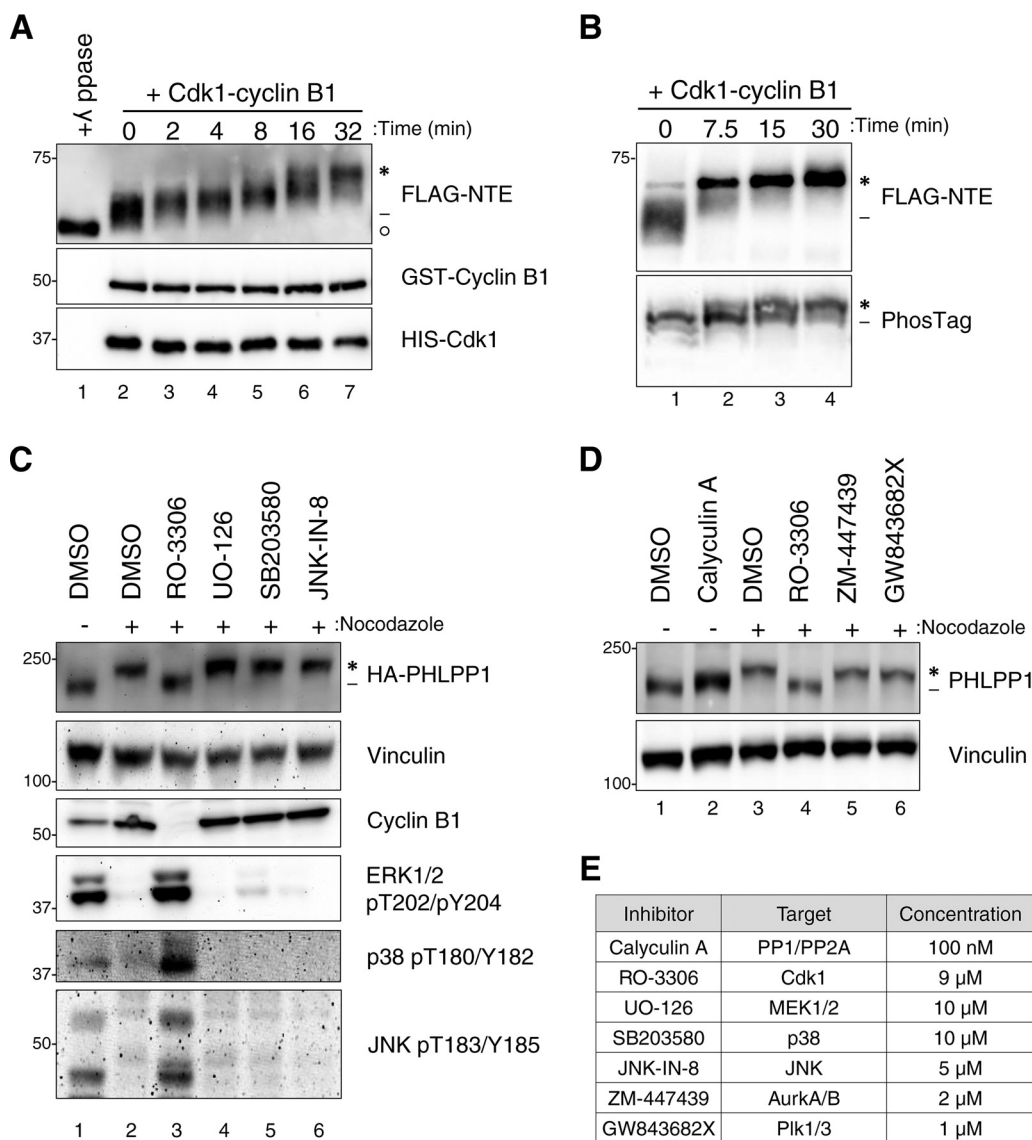 A
+λ ppase
+ Cdk1-cyclin B1
0 2 4 8 16 32 :Time (min)
75-
*
–
○
FLAG-NTE
50-
GST-Cyclin B1
37-
HIS-Cdk1
1 2 3 4 5 6 7
B
+ Cdk1-cyclin B1
0 7.5 15 30 :Time (min)
75-
*
–
FLAG-NTE
*
–
PhosTag
1 2 3 4
C
DMSO DMSO RO-3306 UO-126 SB203580 JNK-IN-8
- + + + + + :Nocodazole
250-
*
–
HA-PHLPP1
Vinculin
100-
Cyclin B1
50-
ERK1/2
pT202/pY204
37-
p38 pT180/Y182
37-
JNK pT183/Y185
50-
1 2 3 4 5 6
D
DMSO Calyculin A DMSO RO-3306 ZM-447439 GW843682X
- - + + + + :Nocodazole
250-
*
–
PHLPP1
Vinculin
100-
1 2 3 4 5 6
E
Inhibitor Target Concentration
Calyculin A PP1/PP2A 100 nM
RO-3306 Cdk1 9 µM
UO-126 MEK1/2 10 µM
SB203580 p38 10 µM
JNK-IN-8 JNK 5 µM
ZM-447439 AurkA/B 2 µM
GW843682X Plk1/3 1 µM